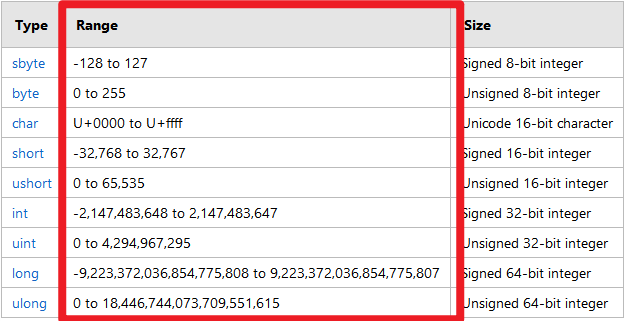 Type Range Size
sbyte -128 to 127 Signed 8-bit integer
byte 0 to 255 Unsigned 8-bit integer
char U+0000 to U+ffff Unicode 16-bit character
short -32,768 to 32,767 Signed 16-bit integer
ushort 0 to 65,535 Unsigned 16-bit integer
int -2,147,483,648 to 2,147,483,647 Signed 32-bit integer
uint 0 to 4,294,967,295 Unsigned 32-bit integer
long -9,223,372,036,854,775,808 to 9,223,372,036,854,775,807 Signed 64-bit integer
ulong 0 to 18,446,744,073,709,551,615 Unsigned 64-bit integer